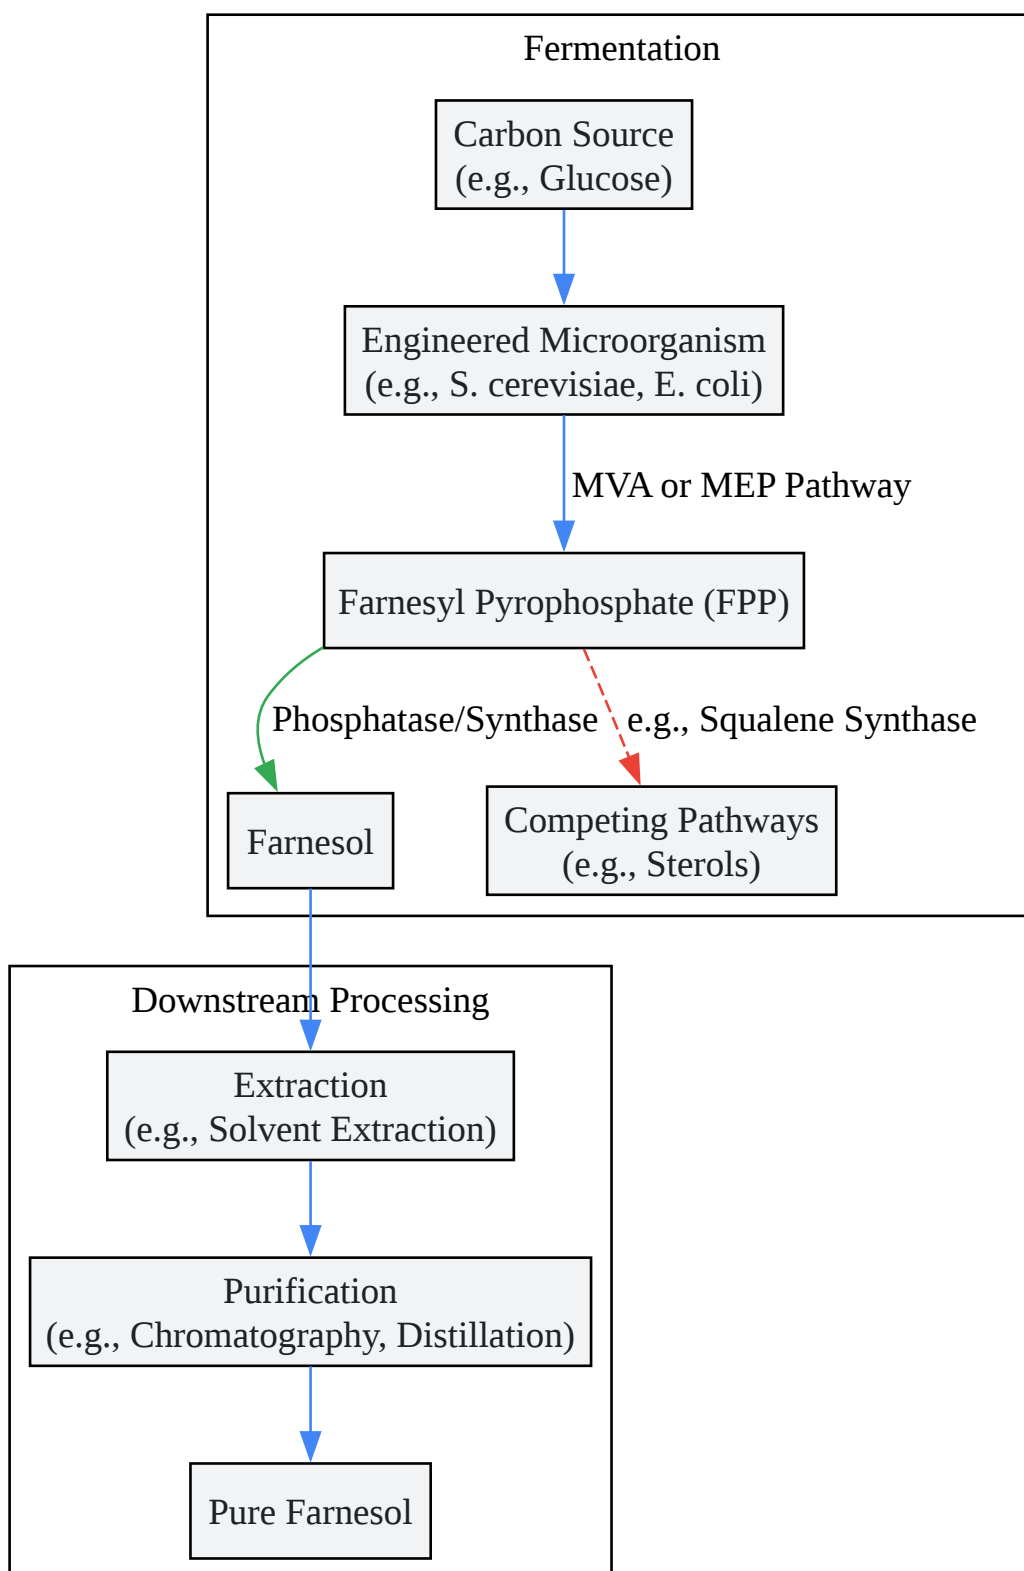 Fermentation
Carbon Source
(e.g., Glucose)
Engineered Microorganism
(e.g., S. cerevisiae, E. coli)
MVA or MEP Pathway
Farnesyl Pyrophosphate (FPP)
Phosphatase/Synthase
e.g., Squalene Synthase
Farnesol
Competing Pathways
(e.g., Sterols)
Downstream Processing
Extraction
(e.g., Solvent Extraction)
Purification
(e.g., Chromatography, Distillation)
Pure Farnesol